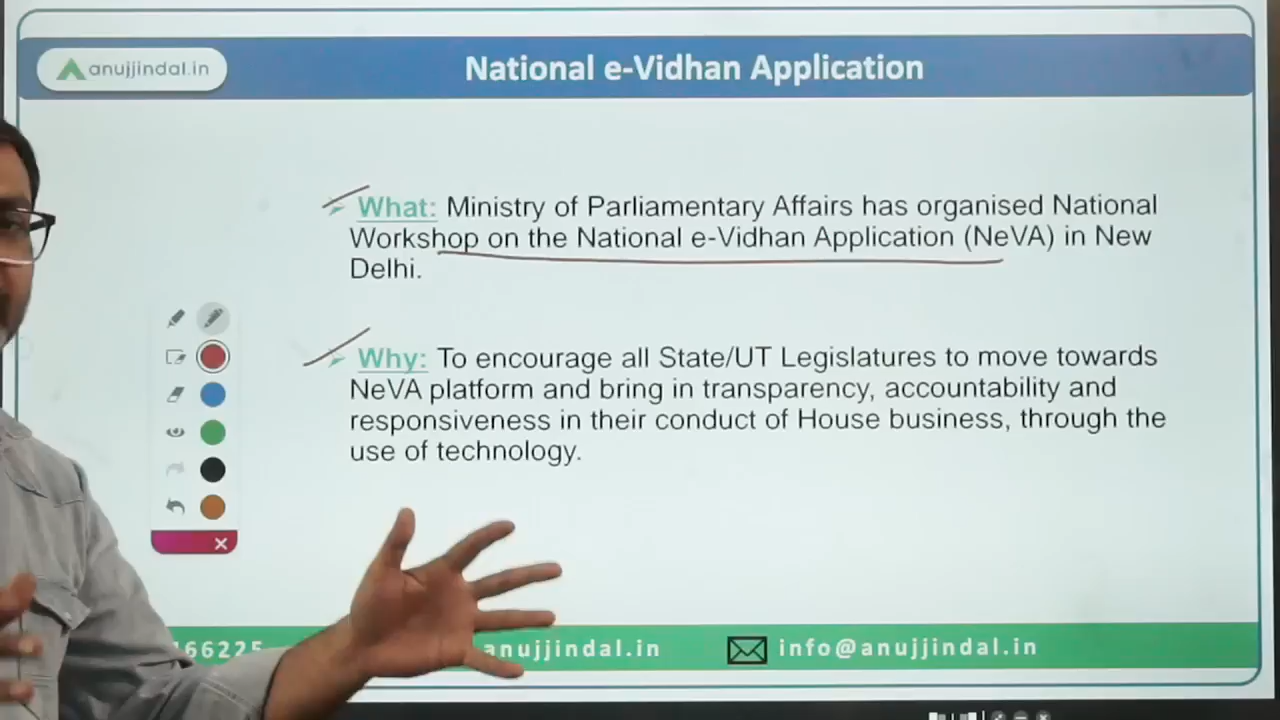 anujjindal.in
National e-Vidhan Application
What: Ministry of Parliamentary Affairs has organised National
Workshop on the National e-Vidhan Application (NeVA) in New
Delhi.
Why: To encourage all State/UT Legislatures to move towards
NeVA platform and bring in transparency, accountability and
responsiveness in their conduct of House business, through the
use of technology.
66225 anujjindal.in info@anujjindal.in